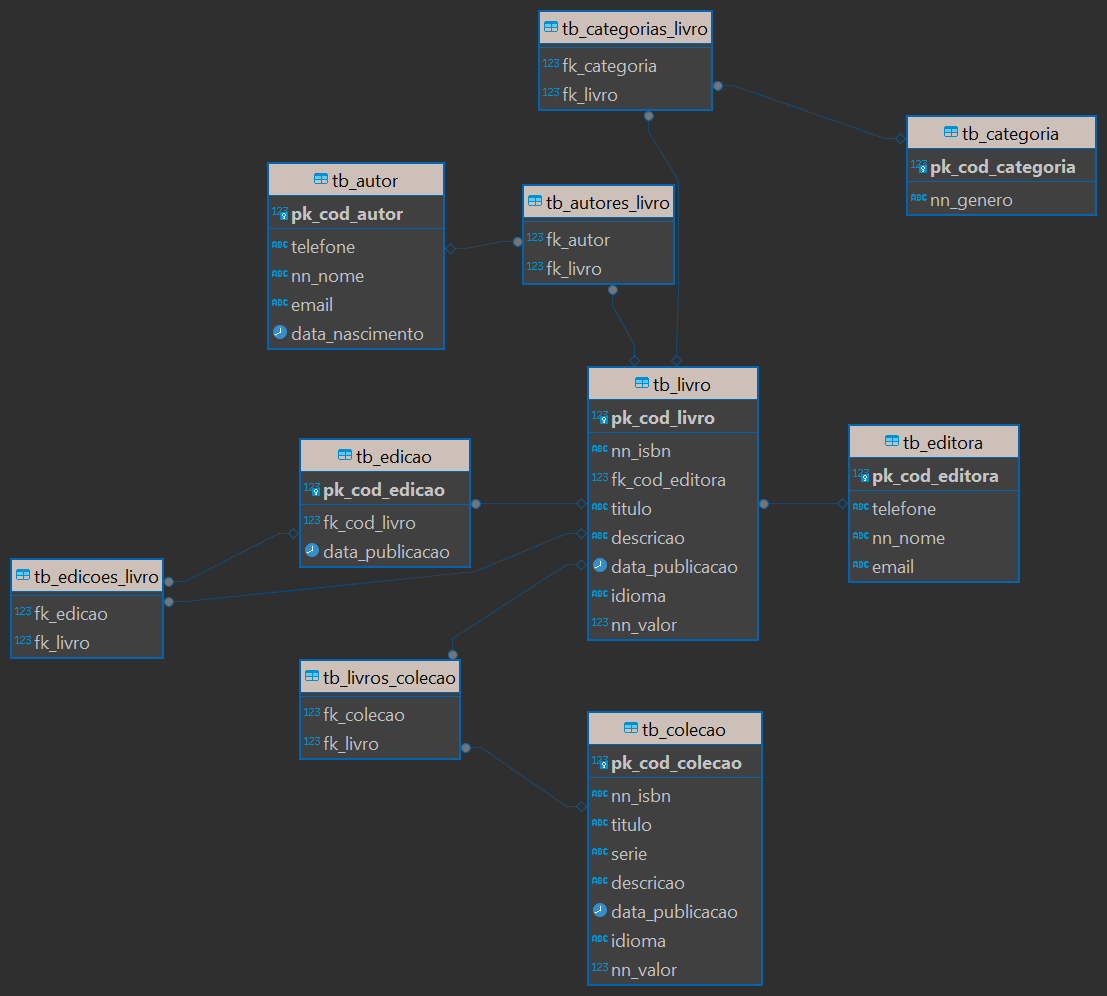 tb_categorias_livro
123 fk_categoria
123 fk_livro
tb_categoria
123 pk_cod_categoria
ABC nn_genero
tb_autor
123 pk_cod_autor
ABC telefone
ABC nn_nome
ABC email
data_nascimento
tb_autores_livro
123 fk_autor
123 fk_livro
tb_livro
123 pk_cod_livro
ABC nn_isbn
123 fk_cod_editora
ABC titulo
ABC descricao
data_publicacao
ABC idioma
123 nn_valor
tb_editora
123 pk_cod_editora
ABC telefone
ABC nn_nome
ABC email
tb_edicao
123 pk_cod_edicao
123 fk_cod_livro
data_publicacao
tb_edicoes_livro
123 fk_edicao
123 fk_livro
tb_livros_colecao
123 fk_colecao
123 fk_livro
tb_colecao
123 pk_cod_colecao
ABC nn_isbn
ABC titulo
ABC serie
ABC descricao
data_publicacao
ABC idioma
123 nn_valor